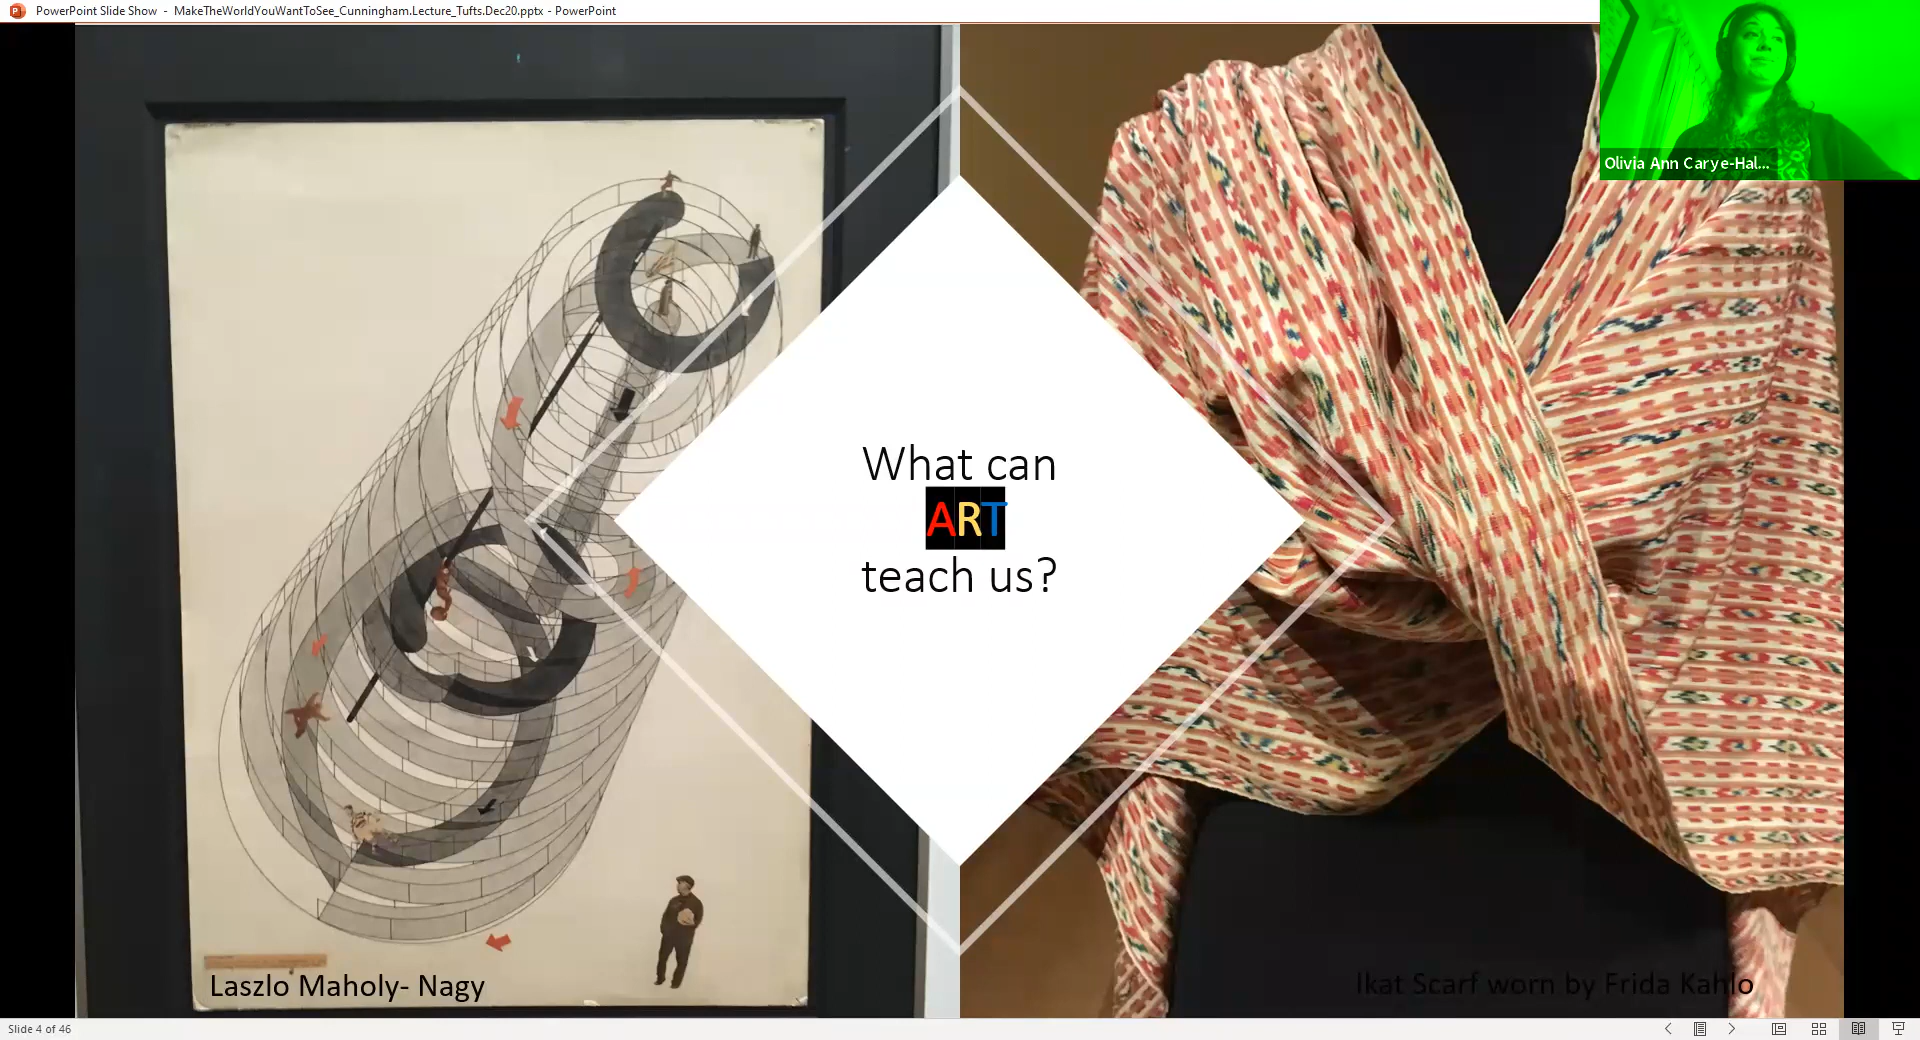 PowerPoint Slide Show - MakeTheWorldYouWantToSee_Cunningham.Lecture_Tufts.Dec20.pptx - PowerPoint
Olivia Ann Carye-Hal...
What can
ART
teach us?
Laszlo Maholy- Nagy
Ikat Scarf worn by Frida Kahlo
Slide 4 of 46